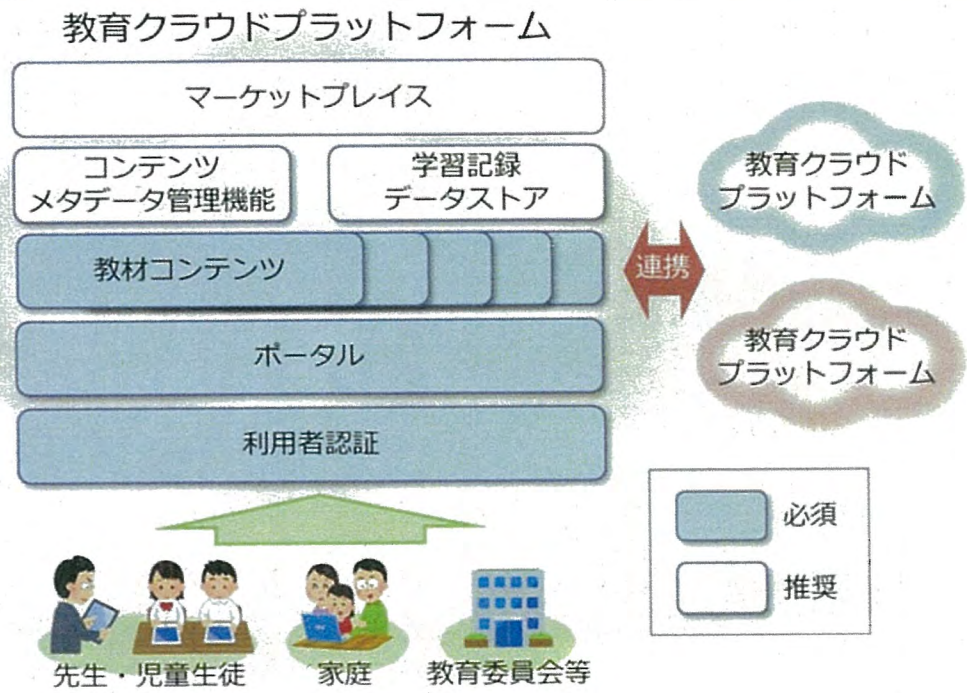 教育クラウドプラットフォーム
マーケットプレイス
コンテンツ
メタデータ管理機能
学習記録
データストア
教材コンテンツ
ポータル
利用者認証
連携
教育クラウド
プラットフォーム
教育クラウド
プラットフォーム
必須
推奨
先生・児童生徒
家庭
教育委員会等